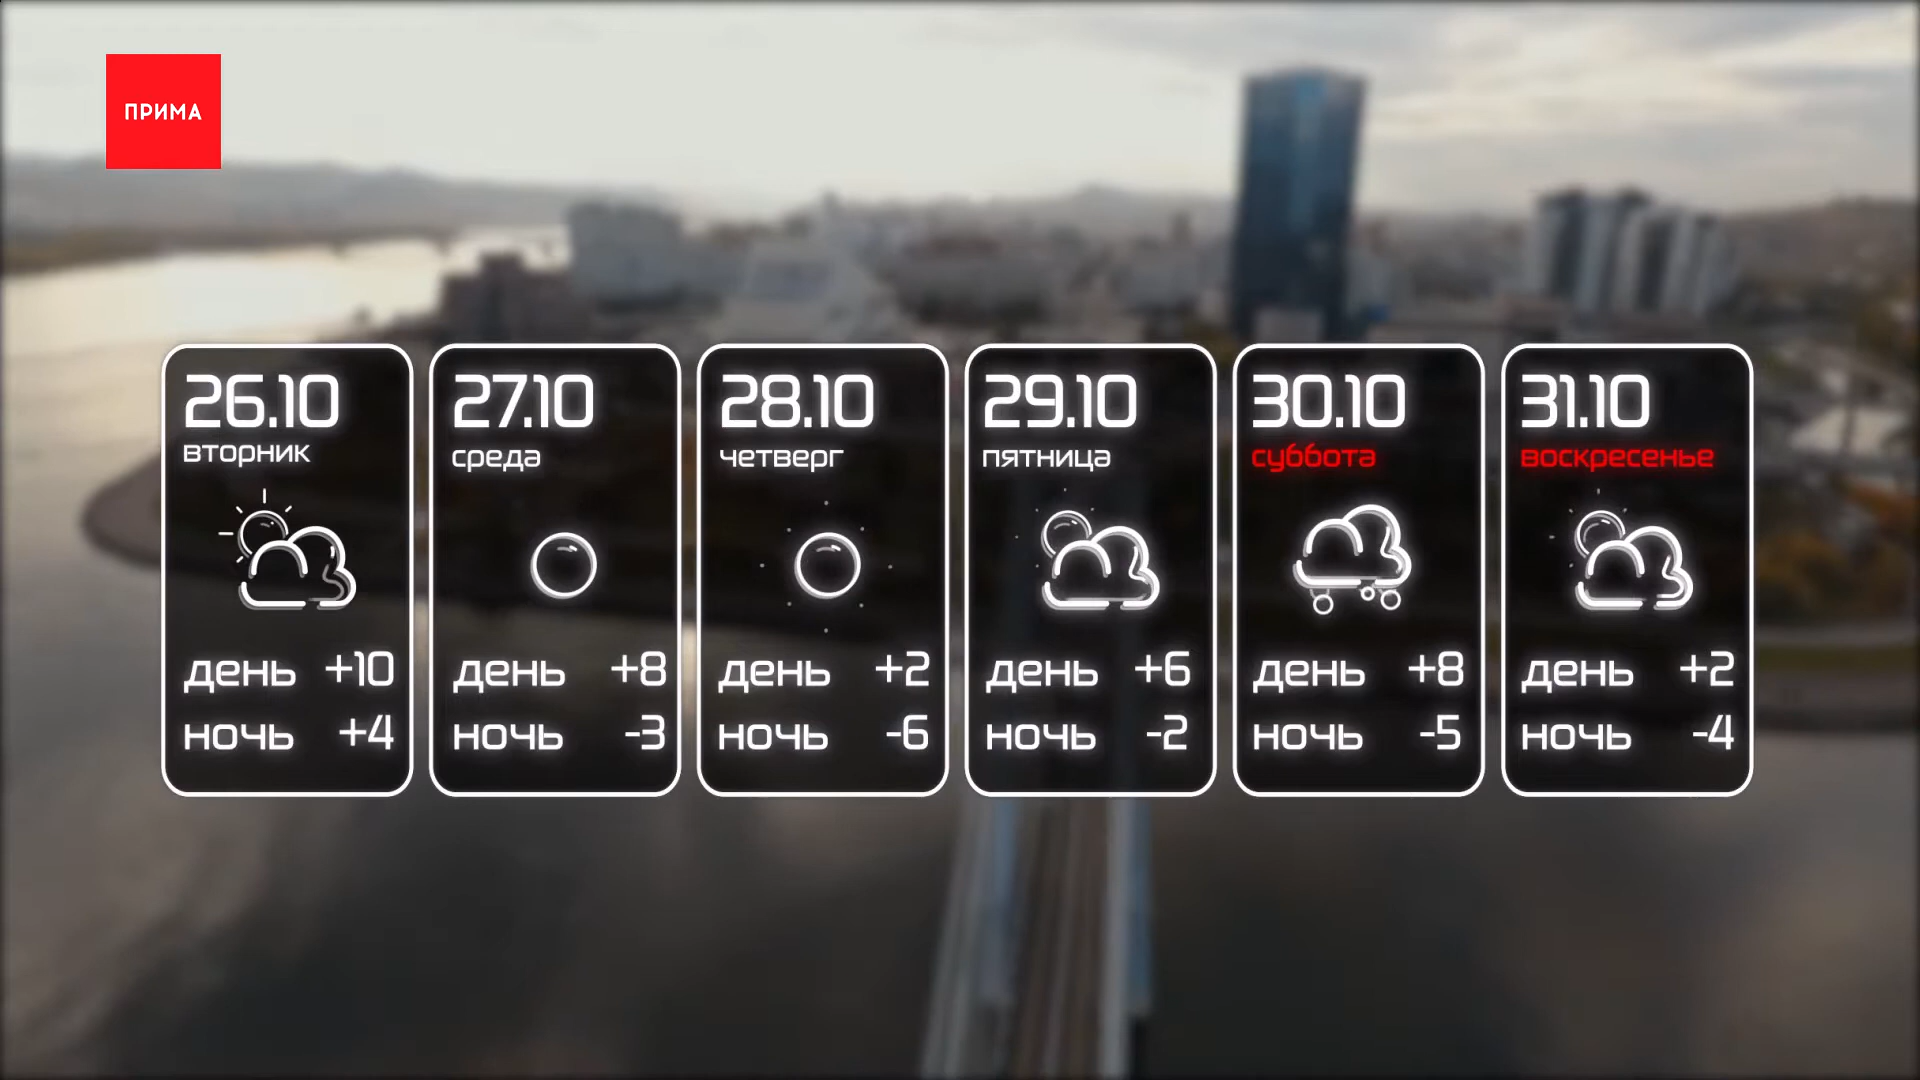 ПРИМА
26.10
вторник
день +10
ночь +4
27.10
среда
день +8
ночь -3
28.10
четверг
день +2
ночь -6
29.10
пятница
день +6
ночь -2
30.10
суббота
день +8
ночь -5
31.10
воскресенье
день +2
ночь -4